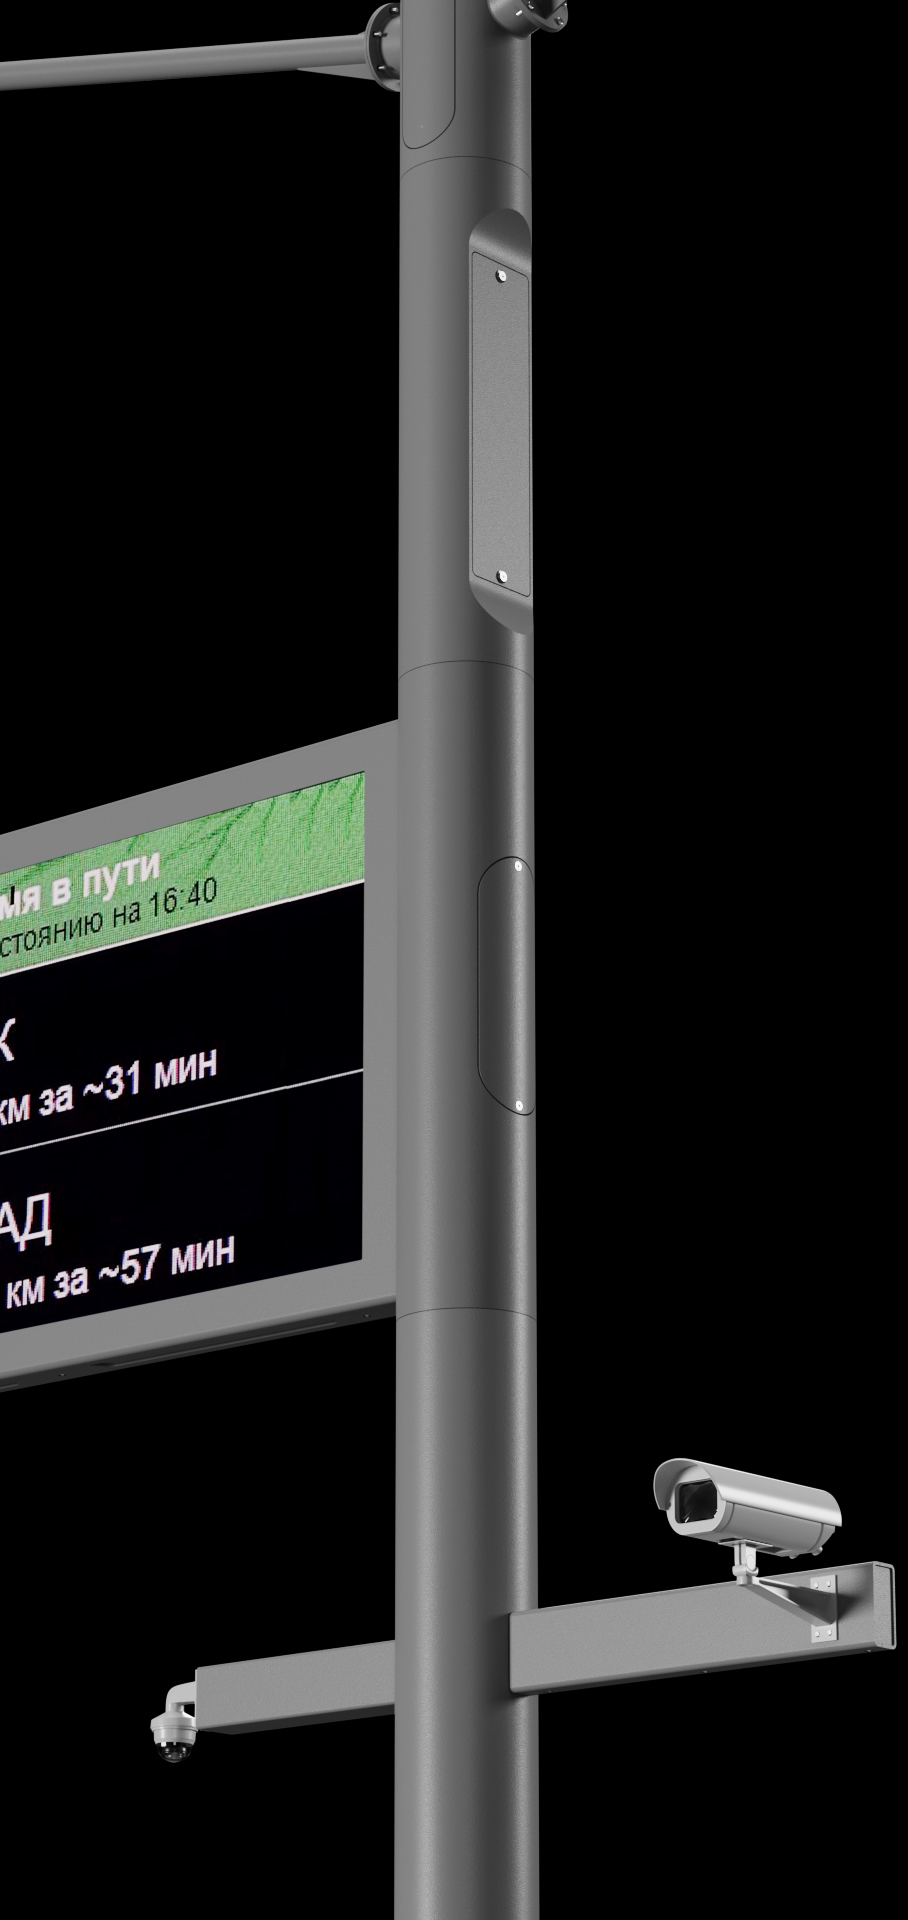 мя в пути
стоянию на 16:40
К
км за ~31 мин
АД
км за ~57 мин